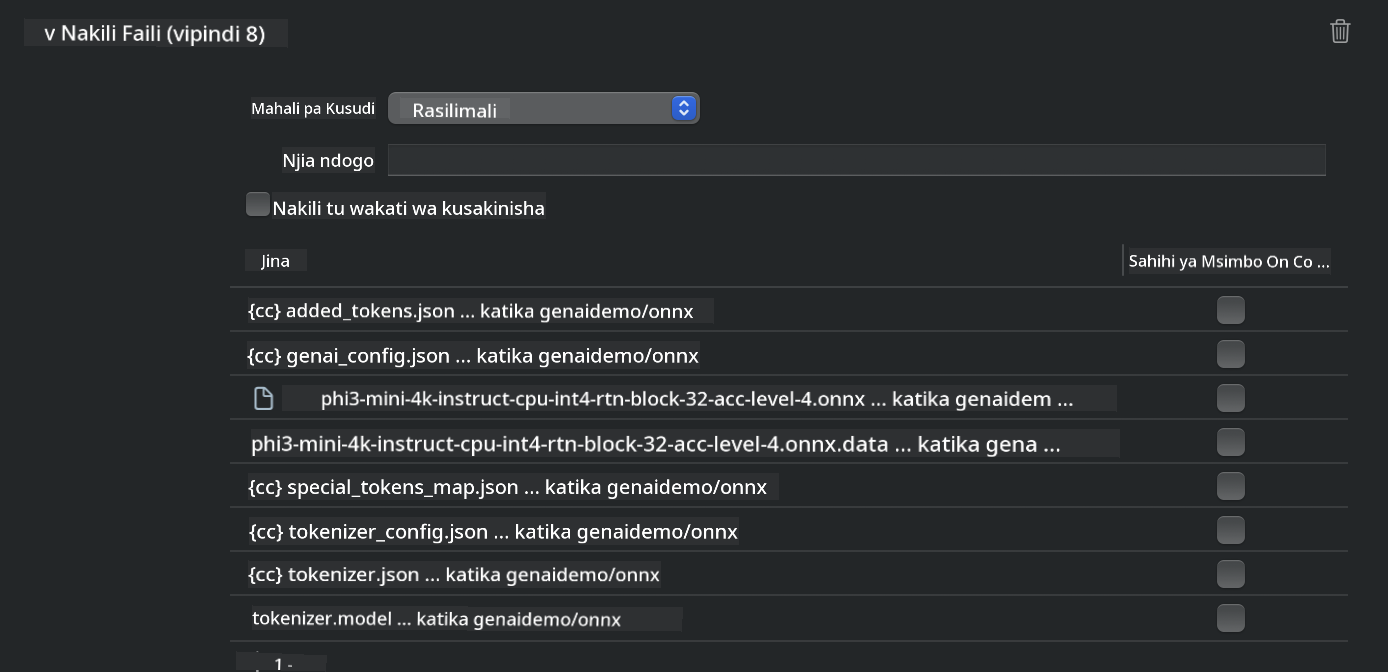 v Nakili Faili (vipindi 8)
Mahali pa Kusudi Rasilimali
Njia ndogo
Nakili tu wakati wa kusakinisha
Jina Sahihi ya Msimbo On Co ...
{cc} added_tokens.json ... katika genaidemo/onnx
{cc} genai_config.json ... katika genaidemo/onnx
phi3-mini-4k-instruct-cpu-int4-rtn-block-32-acc-level-4.onnx ... katika genaidem ...
phi3-mini-4k-instruct-cpu-int4-rtn-block-32-acc-level-4.onnx.data ... katika gena ...
{cc} special_tokens_map.json ... katika genaidemo/onnx
{cc} tokenizer_config.json ... katika genaidemo/onnx
{cc} tokenizer.json ... katika genaidemo/onnx
tokenizer.model ... katika genaidemo/onnx
1 -